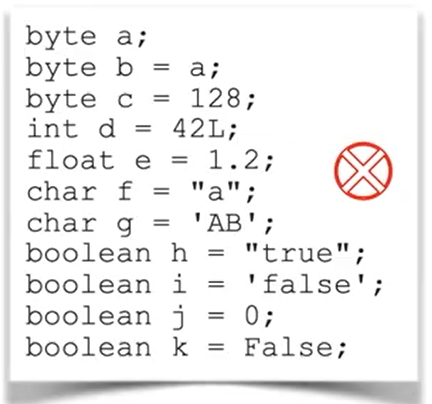 byte a;
byte b = a;
byte c = 128;
int d = 42L;
float e = 1.2;
char f = "a";
char g = 'AB';
boolean h = "true";
boolean i = 'false';
boolean j = 0;
boolean k = False;